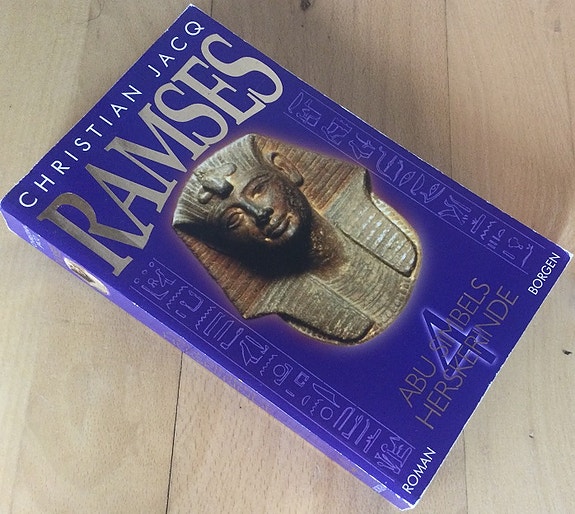 CHRISTIAN JACQ
RAMSES
4
ABU SIMBELS
HERSKERINDE
ROMAN
BORGEN